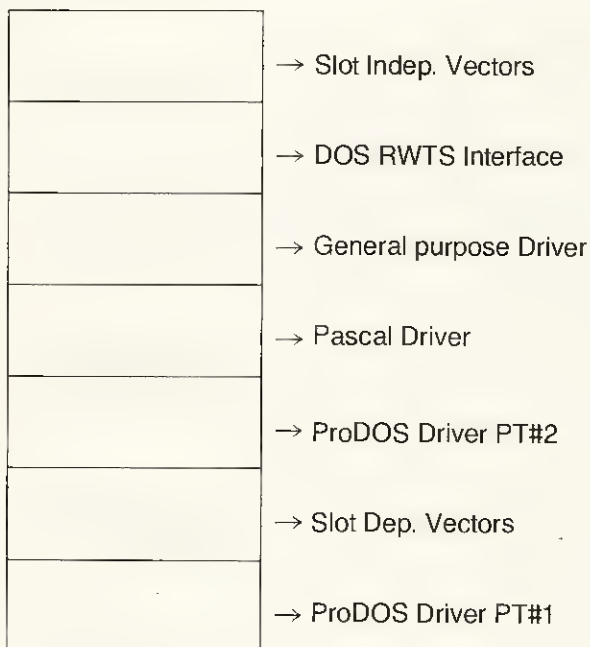 → Slot Indep. Vectors
→ DOS RWTS Interface
→ General purpose Driver
→ Pascal Driver
→ ProDOS Driver PT#2
→ Slot Dep. Vectors
→ ProDOS Driver PT#1